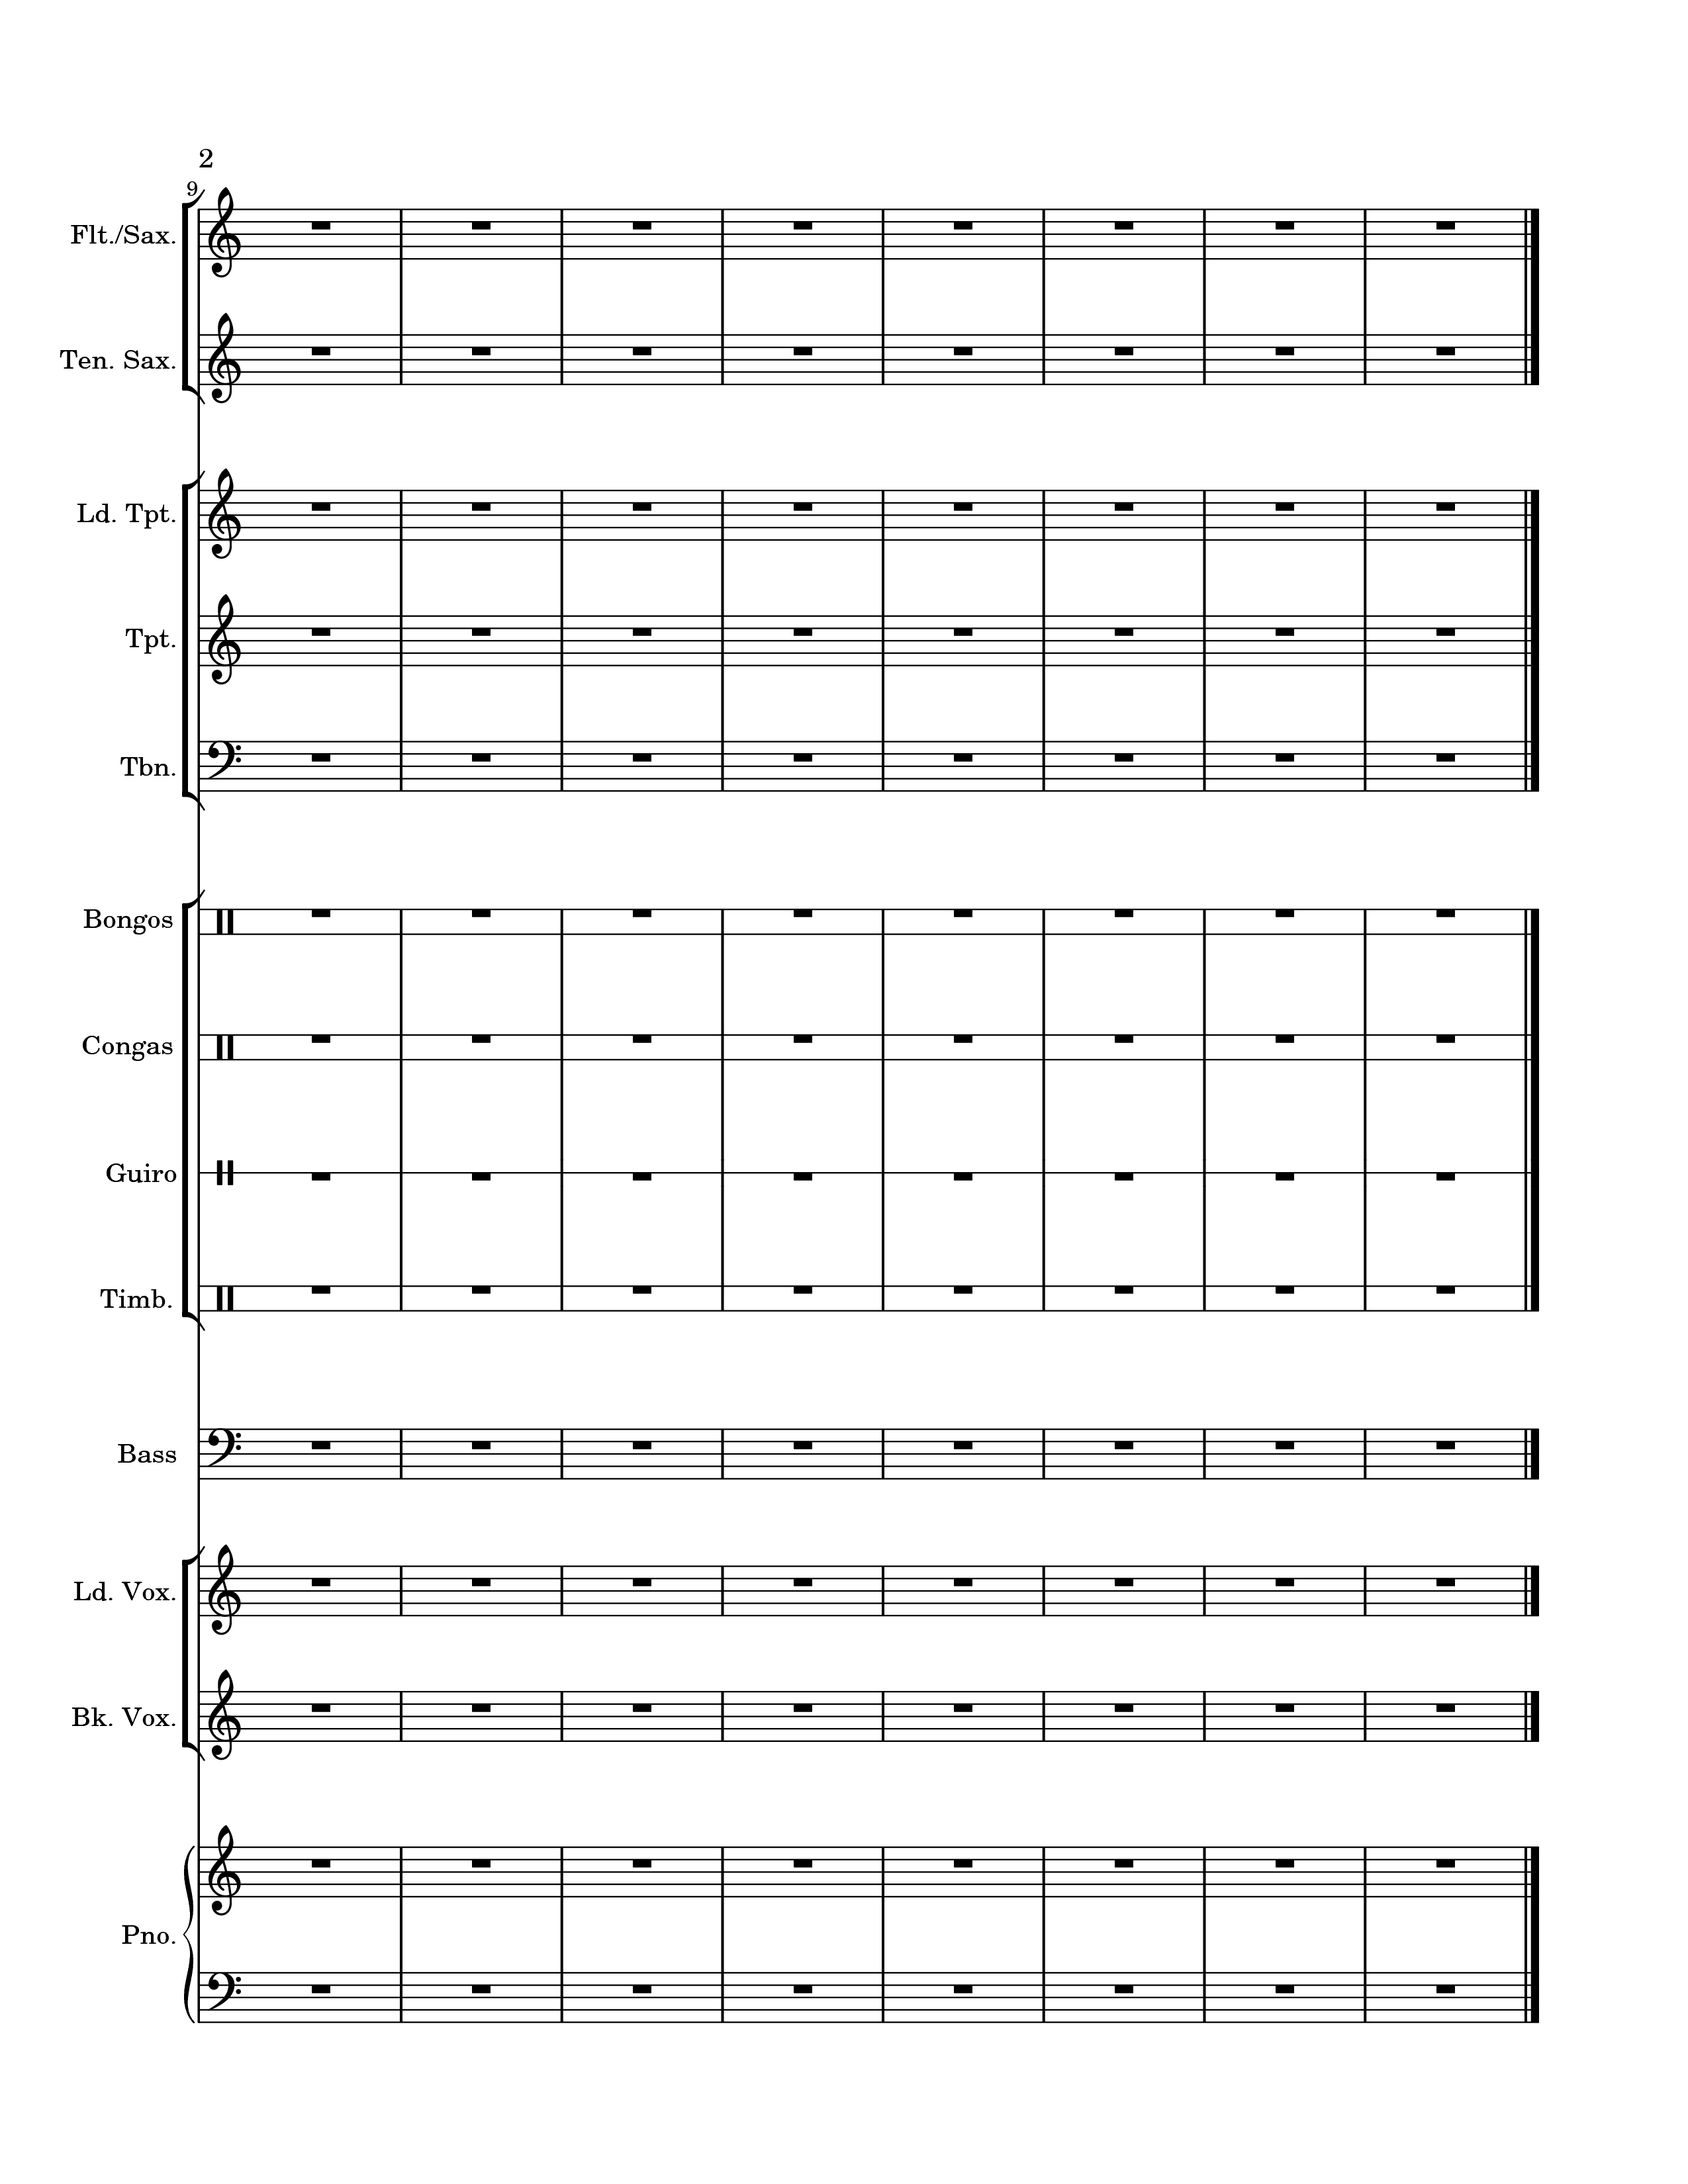 2
9
Flt./Sax.
Ten. Sax.
Ld. Tpt.
Tpt.
Tbn.
Bongos
Congas
Guiro
Timb.
Bass
Ld. Vox.
Bk. Vox.
Pno.